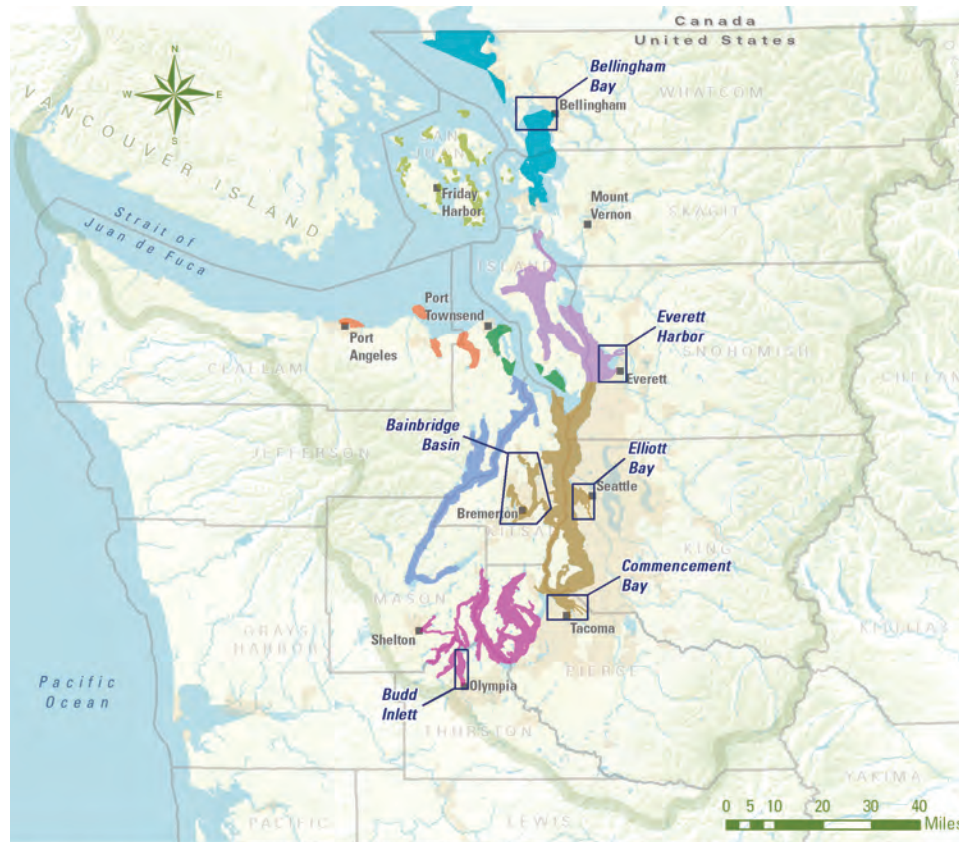 Canada
United States
Bellingham
Bay
Bellingham
WHATCOM
N
W
E
S
VANCOUVER ISLAND
SAN
JUAN
Friday
Harbor
Mount
Vernon
SKAGIT
Strait of
Juan de Fuca
ISLAND
Port
Townsend
Port
Angeles
CLALLAM
Everett
Harbor
SNOHOMISH
Everett
CHELAN
Bainbridge
Basin
JEFFERSON
Elliott
Bay
Seattle
Bremerton
KITSAP
KING
Commencement
Bay
MASON
Tacoma
Shelton
GRAYS
HARBOR
KITTITAS
PIERCE
Pacific
Ocean
Olympia
Budd
Inlett
THURSTON
YAKIMA
PACIFIC
LEWIS
0 5 10 20 30 40
Miles